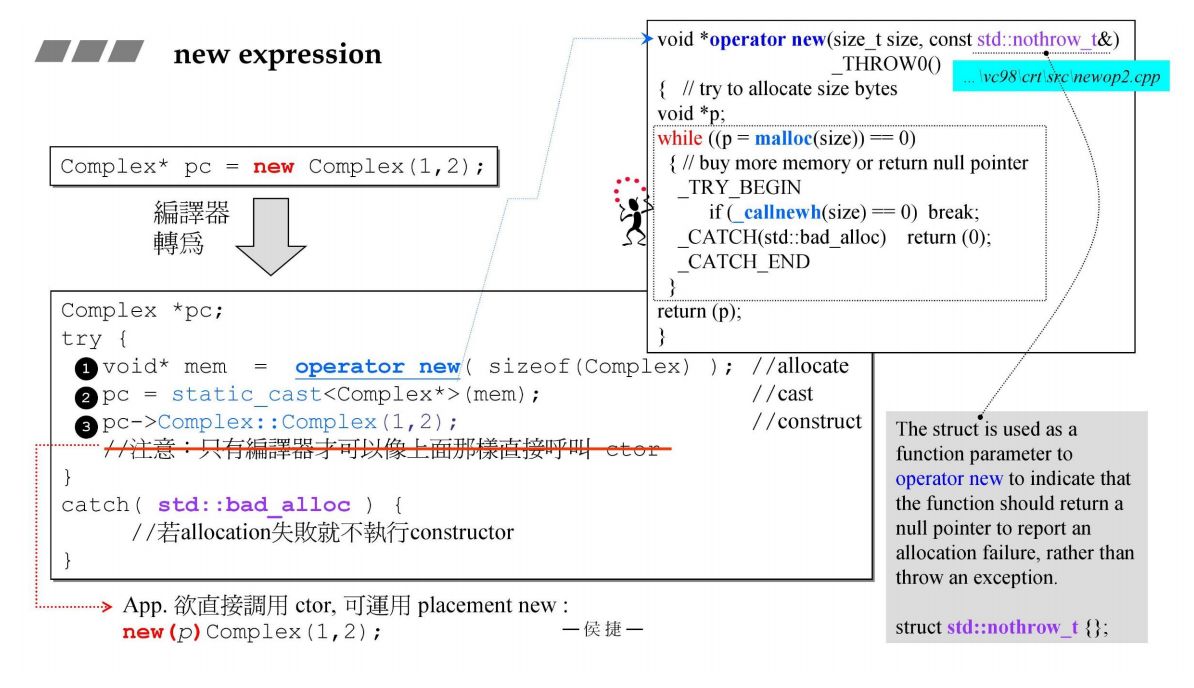 new expression
Complex* pc = new Complex(1,2);
編譯器
轉為
Complex *pc;
try {
❶ void* mem = operator new( sizeof(Complex) ); //allocate
❷ pc = static_cast<Complex*>(mem); //cast
❸ pc->Complex::Complex(1,2); //construct
//注意：只有編譯器才可以像上面那樣直接呼叫 ctor
}
catch( std::bad_alloc ) {
//若allocation失敗就不執行constructor
}
App. 欲直接調用 ctor, 可運用 placement new :
new(p)Complex(1,2);
—侯捷—
void *operator new(size_t size, const std::nothrow_t&)
_THROW0()
...\vc98\crt\src\newop2.cpp
{ // try to allocate size bytes
void *p;
while ((p = malloc(size)) == 0)
{ // buy more memory or return null pointer
_TRY_BEGIN
if (_callnewh(size) == 0) break;
_CATCH(std::bad_alloc) return (0);
_CATCH_END
}
return (p);
}
The struct is used as a
function parameter to
operator new to indicate that
the function should return a
null pointer to report an
allocation failure, rather than
throw an exception.
struct std::nothrow_t {};